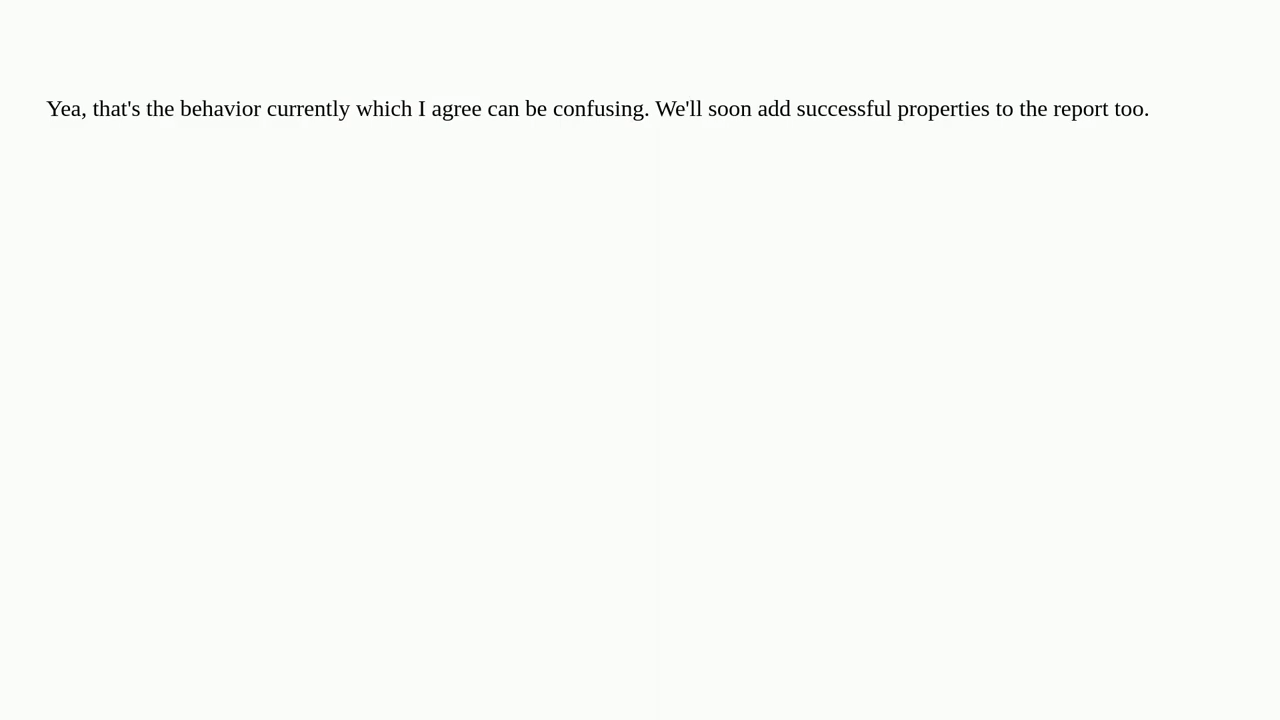 Yea, that's the behavior currently which I agree can be confusing. We'll soon add successful properties to the report too.